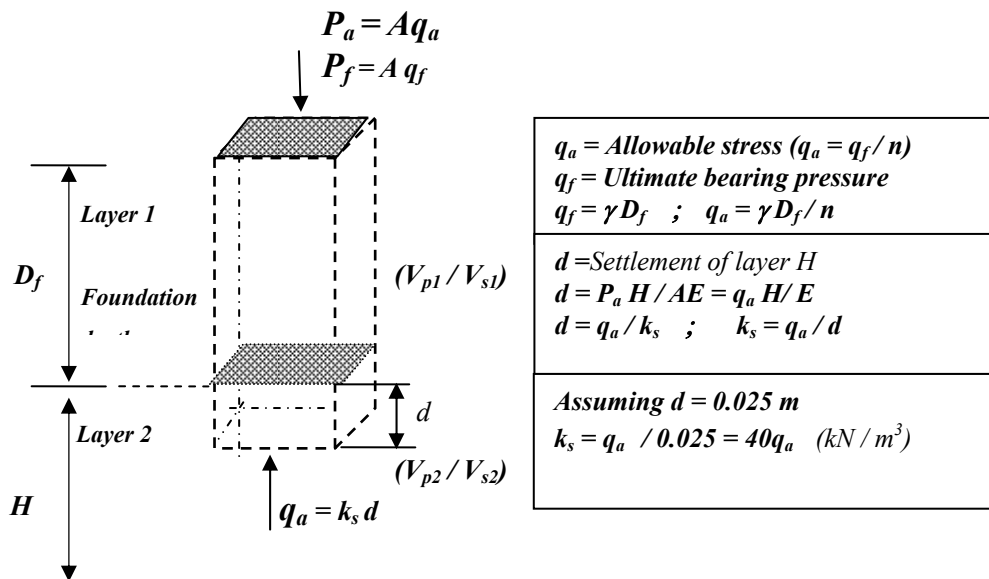 P_a = Aq_a
P_f = A q_f
Layer 1
D_f
Foundation
(V_p1 / V_s1)
d
Layer 2
(V_p2 / V_s2)
H
q_a = k_s d
q_a = Allowable stress (q_a = q_f / n)
q_f = Ultimate bearing pressure
q_f = γ D_f ; q_a = γ D_f / n
d =Settlement of layer H
d = P_a H / AE = q_a H/ E
d = q_a / k_s ; k_s = q_a / d
Assuming d = 0.025 m
k_s = q_a / 0.025 = 40q_a (kN / m³)